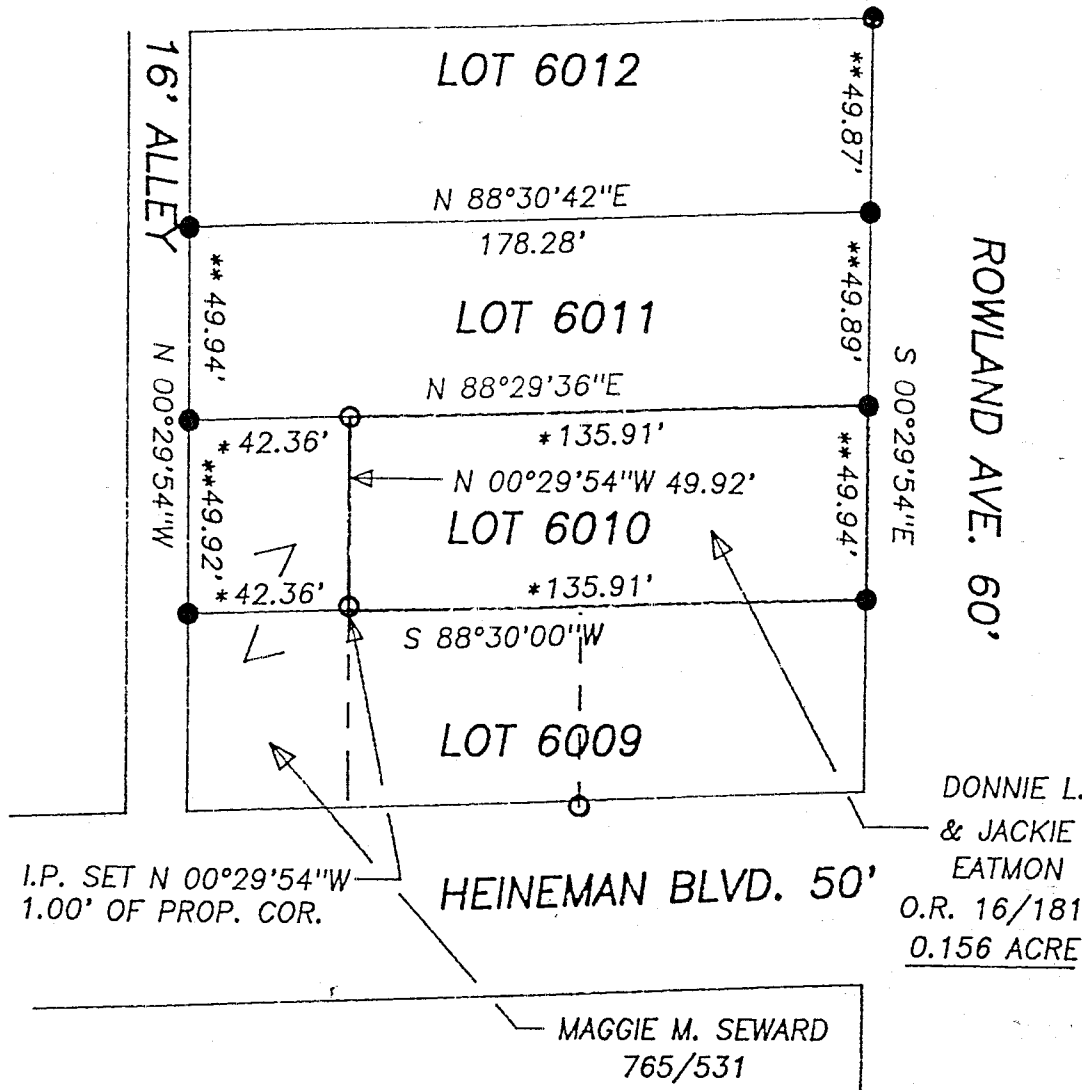 16' ALLEY
LOT 6012
**49.87'
N 88°30'42"E
178.28'
** 49.94'
LOT 6011
**49.89'
ROWLAND AVE. 60'
S 00°29'54"E
N 00°29'54"W
N 88°29'36"E
* 42.36'
* 135.91'
N 00°29'54"W 49.92'
**49.92'
LOT 6010
**49.94'
* 42.36'
* 135.91'
S 88°30'00"W
LOT 6009
DONNIE L.
& JACKIE
EATMON
O.R. 16/181
0.156 ACRE
I.P. SET N 00°29'54"W
1.00' OF PROP. COR.
HEINEMAN BLVD. 50'
MAGGIE M. SEWARD
765/531